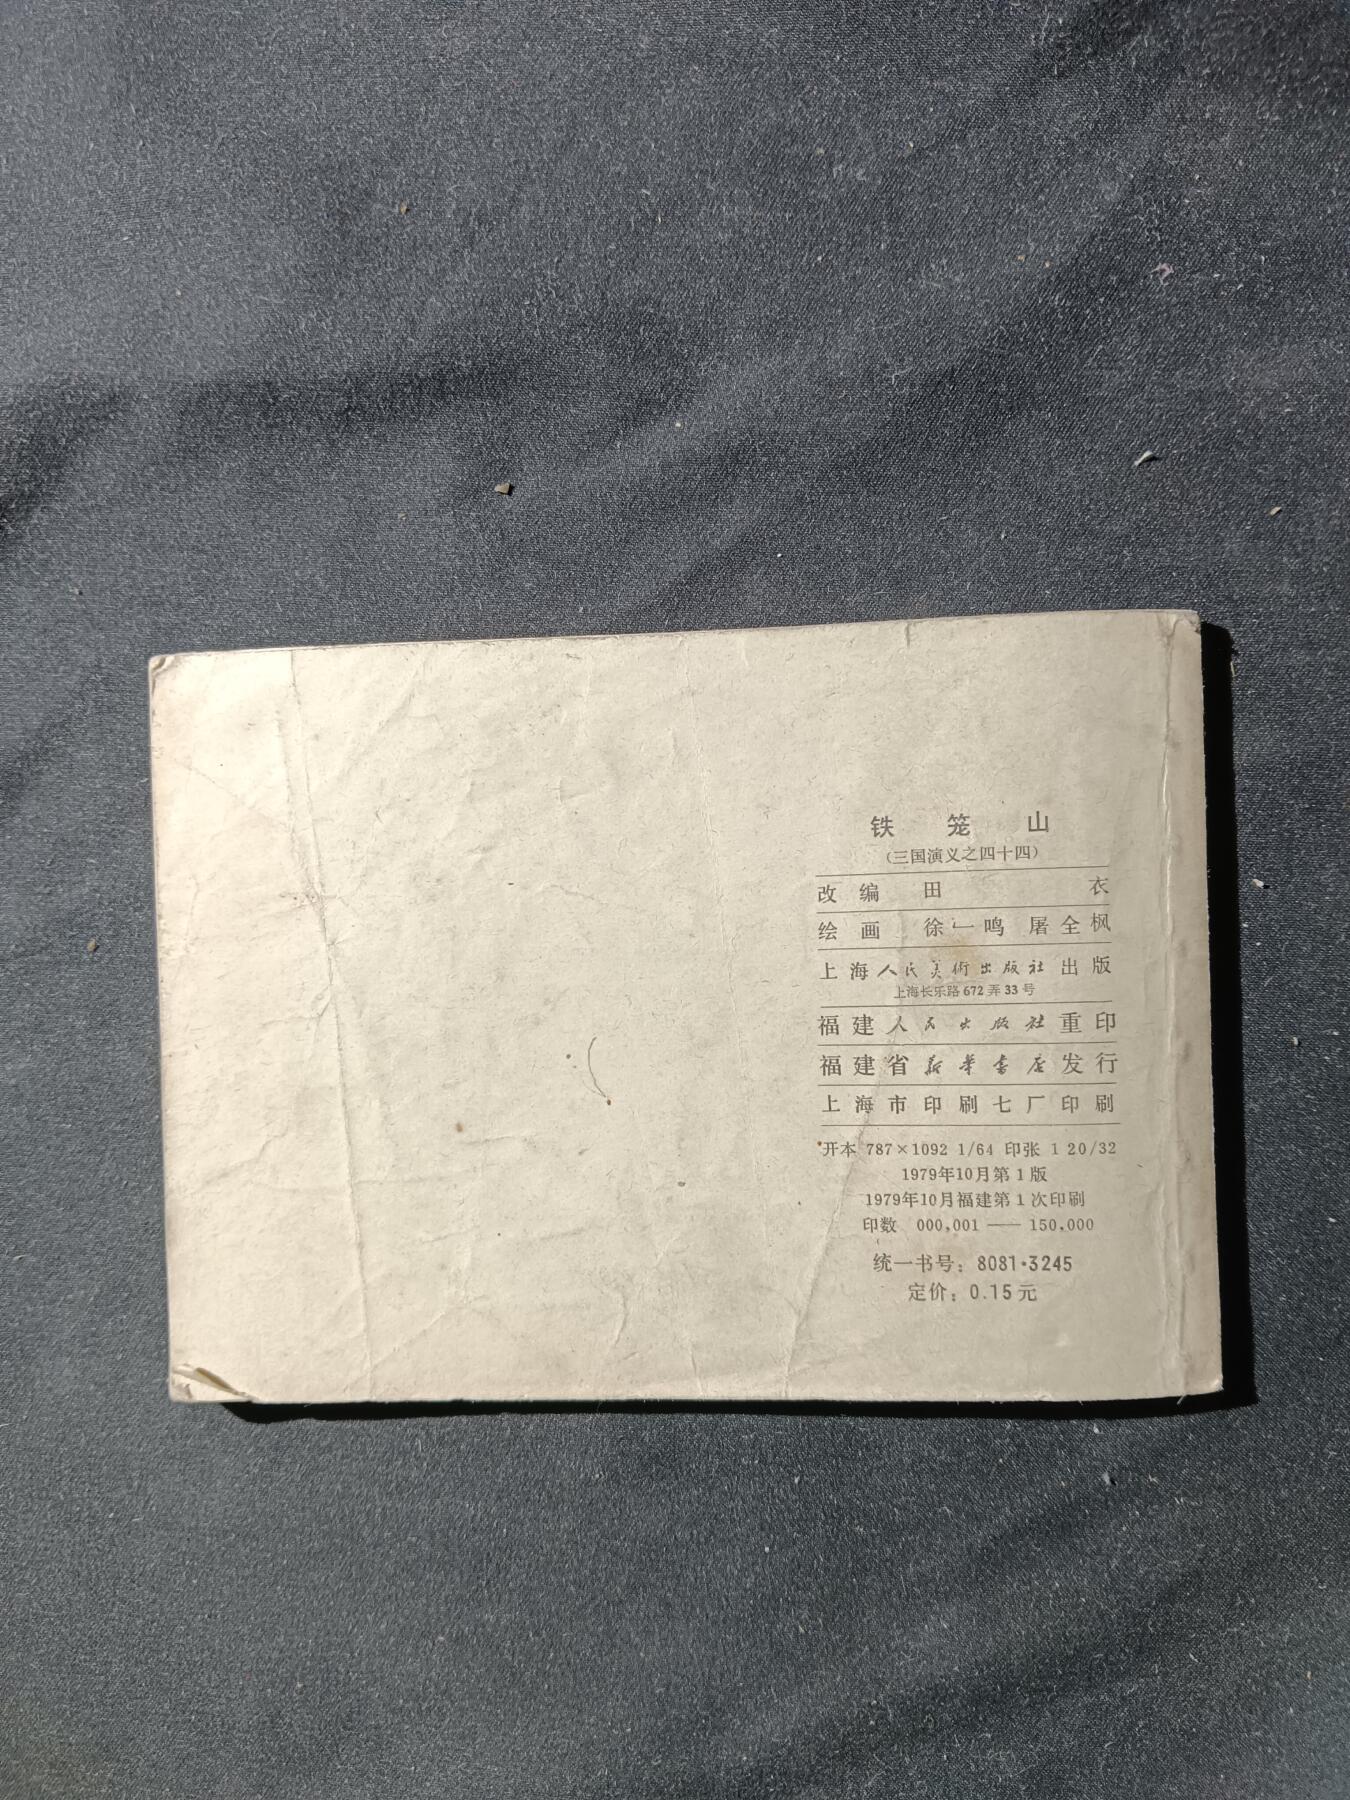 铁笼山
（三国演义之四十四）
改编 田衣
绘画 徐一鸣 屠全枫
上海人民美術出版社出版
上海长乐路672弄33号
福建人民出版社重印
福建省新华书店发行
上海市印刷七厂印刷
开本 787×1092 1/64 印张 1 20/32
1979年10月第1版
1979年10月福建第1次印刷
印数 000,001——150,000
统一书号：8081·3245
定价：0.15元